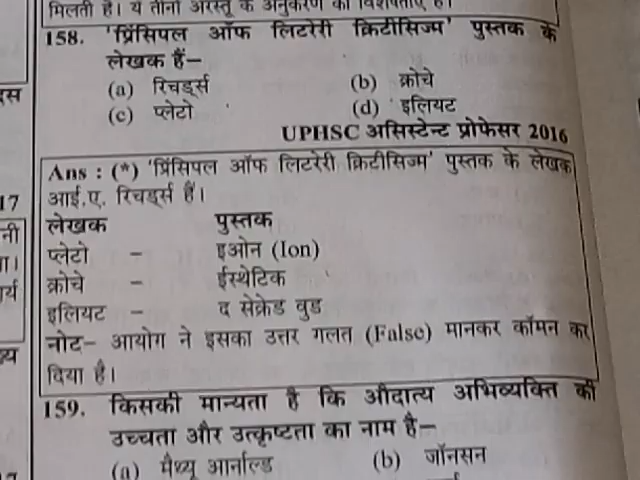 मिलती है। ये तीनों अरस्तू के अनुकरण की विशेषताएँ हैं।
158. 'प्रिंसिपल ऑफ लिटरेरी क्रिटीसिज्म' पुस्तक के
लेखक हैं–
(a) रिचर्ड्स (b) क्रोचे
(c) प्लेटो (d) इलियट
UPHSC असिस्टेन्ट प्रोफेसर 2016
Ans : (*) 'प्रिंसिपल ऑफ लिटरेरी क्रिटीसिज्म' पुस्तक के लेखक
आई.ए. रिचर्ड्स हैं।
लेखक पुस्तक
प्लेटो – इओन (Ion)
क्रोचे – ईस्थेटिक
इलियट – द सेक्रेड वुड
नोट– आयोग ने इसका उत्तर गलत (False) मानकर कॉमन कर
दिया है।
159. किसकी मान्यता है कि औदात्य अभिव्यक्ति की
उच्चता और उत्कृष्टता का नाम है–
(a) मैथ्यू आर्नाल्ड (b) जॉनसन